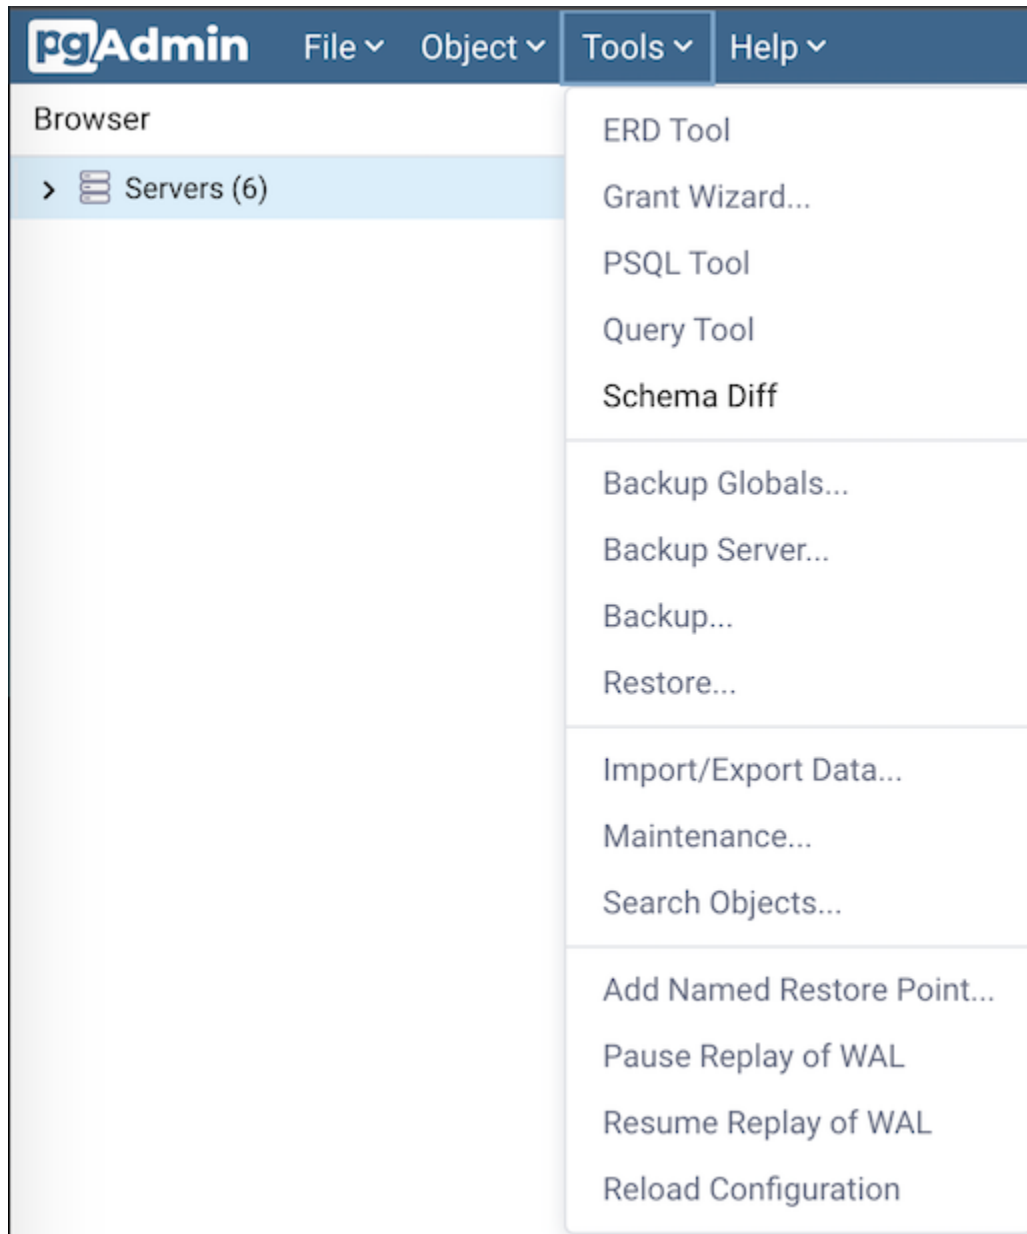 pgAdmin File Object Tools Help
Browser
Servers (6)
ERD Tool
Grant Wizard...
PSQL Tool
Query Tool
Schema Diff
Backup Globals...
Backup Server...
Backup...
Restore...
Import/Export Data...
Maintenance...
Search Objects...
Add Named Restore Point...
Pause Replay of WAL
Resume Replay of WAL
Reload Configuration